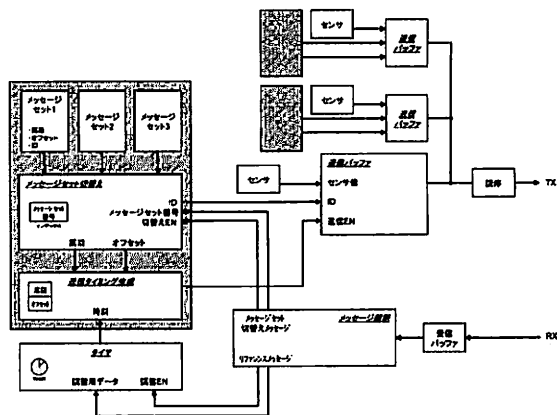 センサ
送信
バッファ
センサ
送信
バッファ
メッセージ
セット1
・周期
・オフセット
・ID
メッセージ
セット2
メッセージ
セット3
メッセージセット切替え
メッセージセット
番号
ID
メッセージセット番号
切替えEN
周期 オフセット
送信タイミング生成
周期
オフセット
時刻
タイマ
調整用データ 調整EN
センサ
送信バッファ
センサ値
ID
送信EN
調停
TX
メッセージ
メッセージセット
切替えメッセージ
リファレンスメッセージ
受信
バッファ
RX